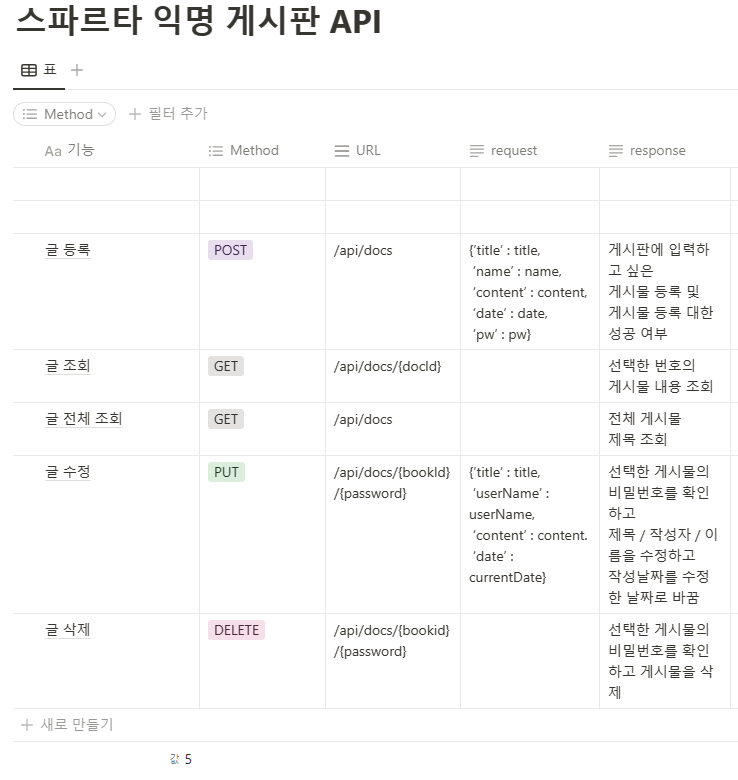 스파르타 익명 게시판 API
표
Method
필터 추가
Aa 기능
Method
URL
request
response
글 등록
POST
/api/docs
{'title' : title,
'name' : name,
'content' : content,
'date' : date,
'pw' : pw}
게시판에 입력하
고 싶은
게시물 등록 및
게시물 등록 대한
성공 여부
글 조회
GET
/api/docs/{docId}
선택한 번호의
게시물 내용 조회
글 전체 조회
GET
/api/docs
전체 게시물
제목 조회
글 수정
PUT
/api/docs/{bookId}
/{password}
{'title' : title,
'userName' :
userName,
'content' : content.
'date' :
currentDate}
선택한 게시물의
비밀번호를 확인
하고
제목 / 작성자 / 이
름을 수정하고
작성날짜를 수정
한 날짜로 바꿈
글 삭제
DELETE
/api/docs/{bookid}
/{password}
선택한 게시물의
비밀번호를 확인
하고 게시물을 삭
제
새로 만들기
값 5